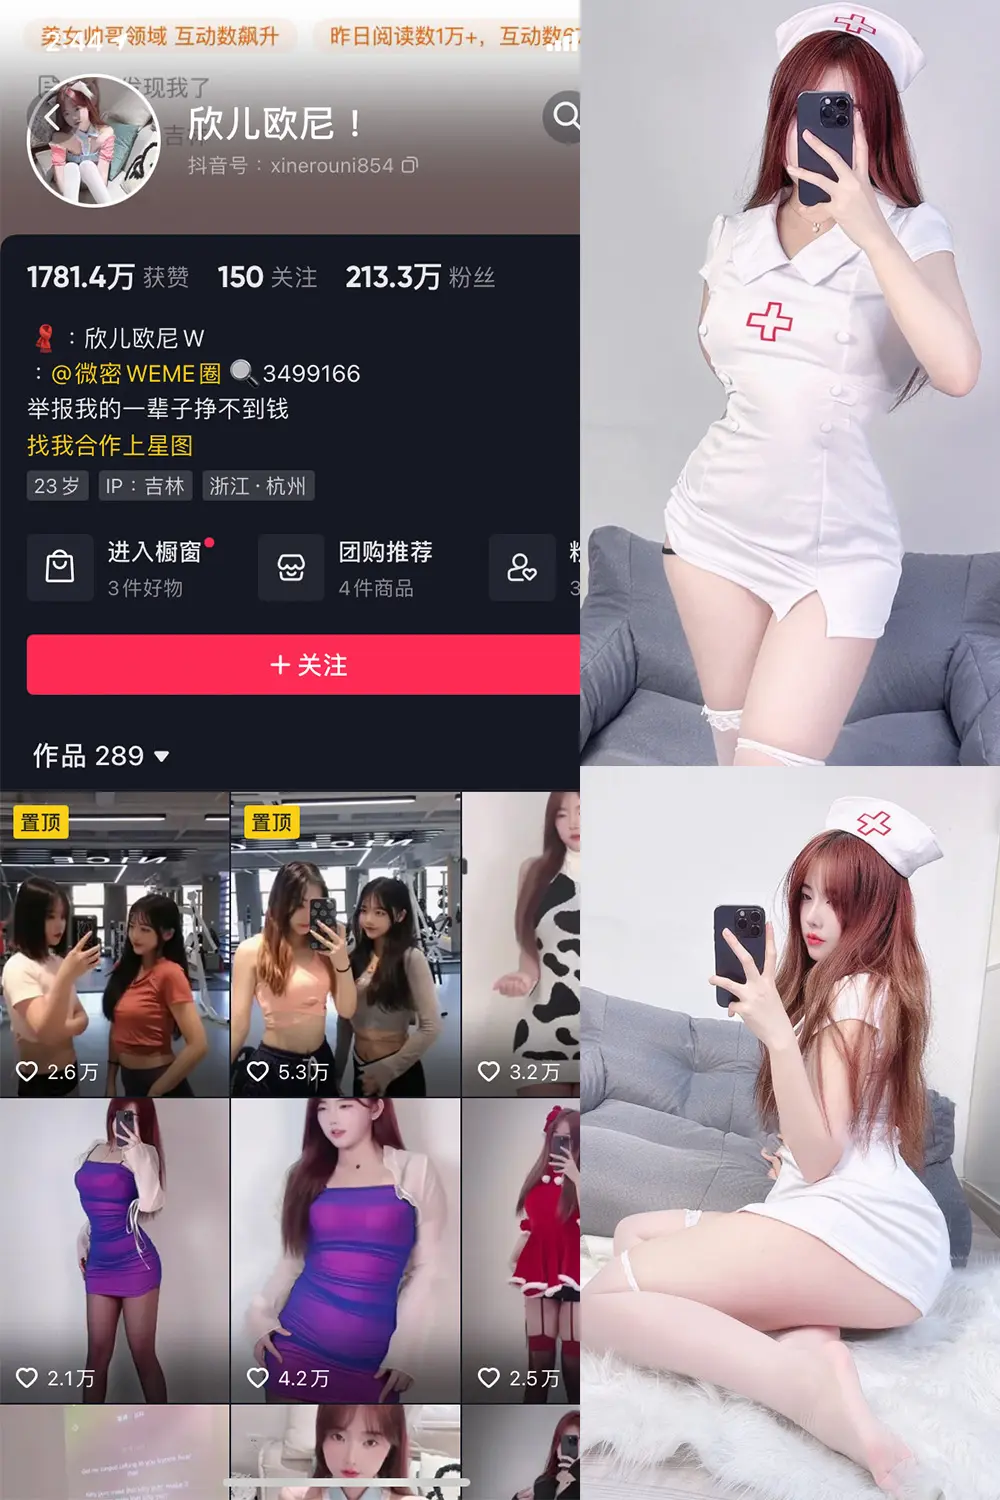 美女帅哥领域 互动数飙升
昨日阅读数1万+，互动数6
2:44
发现我了
欣儿欧尼！
抖音号：xinerouni854
1781.4万 获赞 150 关注 213.3万 粉丝
：欣儿欧尼W
：@微密WEME圈 3499166
举报我的一辈子挣不到钱
找我合作上星图
23岁 IP：吉林 浙江·杭州
进入橱窗
3件好物
团购推荐
4件商品
粉
3
+ 关注
作品 289
置顶
置顶
2.6万
5.3万
3.2万
2.1万
4.2万
2.5万